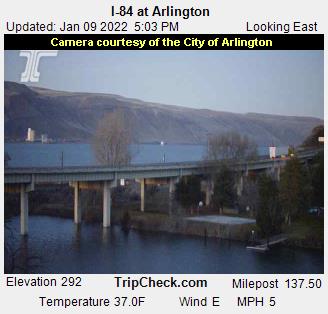 I-84 at Arlington
Updated: Jan 09 2022 5:03 PM Looking East
Camera courtesy of the City of Arlington
Elevation 292 TripCheck.com Milepost 137.50
Temperature 37.0F Wind E MPH 5